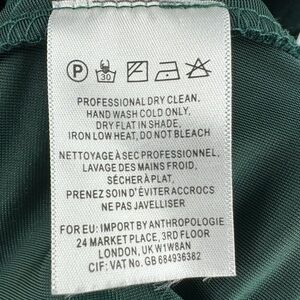 P
30
PROFESSIONAL DRY CLEAN,
HAND WASH COLD ONLY,
DRY FLAT IN SHADE,
IRON LOW HEAT, DO NOT BLEACH
NETTOYAGE À SEC PROFESSIONNEL,
LAVAGE DES MAINS FROID,
SÉCHER À PLAT,
PRENEZ SOIN D'ÉVITER ACCROCS
NE PAS JAVELLISER
FOR EU: IMPORT BY ANTHROPOLOGIE
24 MARKET PLACE, 3RD FLOOR
LONDON, UK W1W8AN
CIF: VAT No. GB 684936382